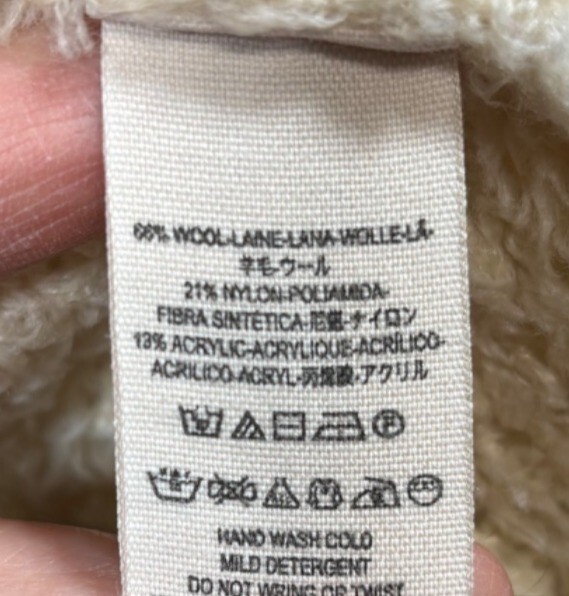 66% WOOL-LAINE-LANA-WOLLE-LÃ-
羊毛-ウール
21% NYLON-POLIAMIDA-
FIBRA SINTÉTICA-尼龍-ナイロン
13% ACRYLIC-ACRYLIQUE-ACRÍLICO-
ACRILICO-ACRYL-丙烯酸-アクリル
HAND WASH COLD
MILD DETERGENT
DO NOT WRING OR TWIST